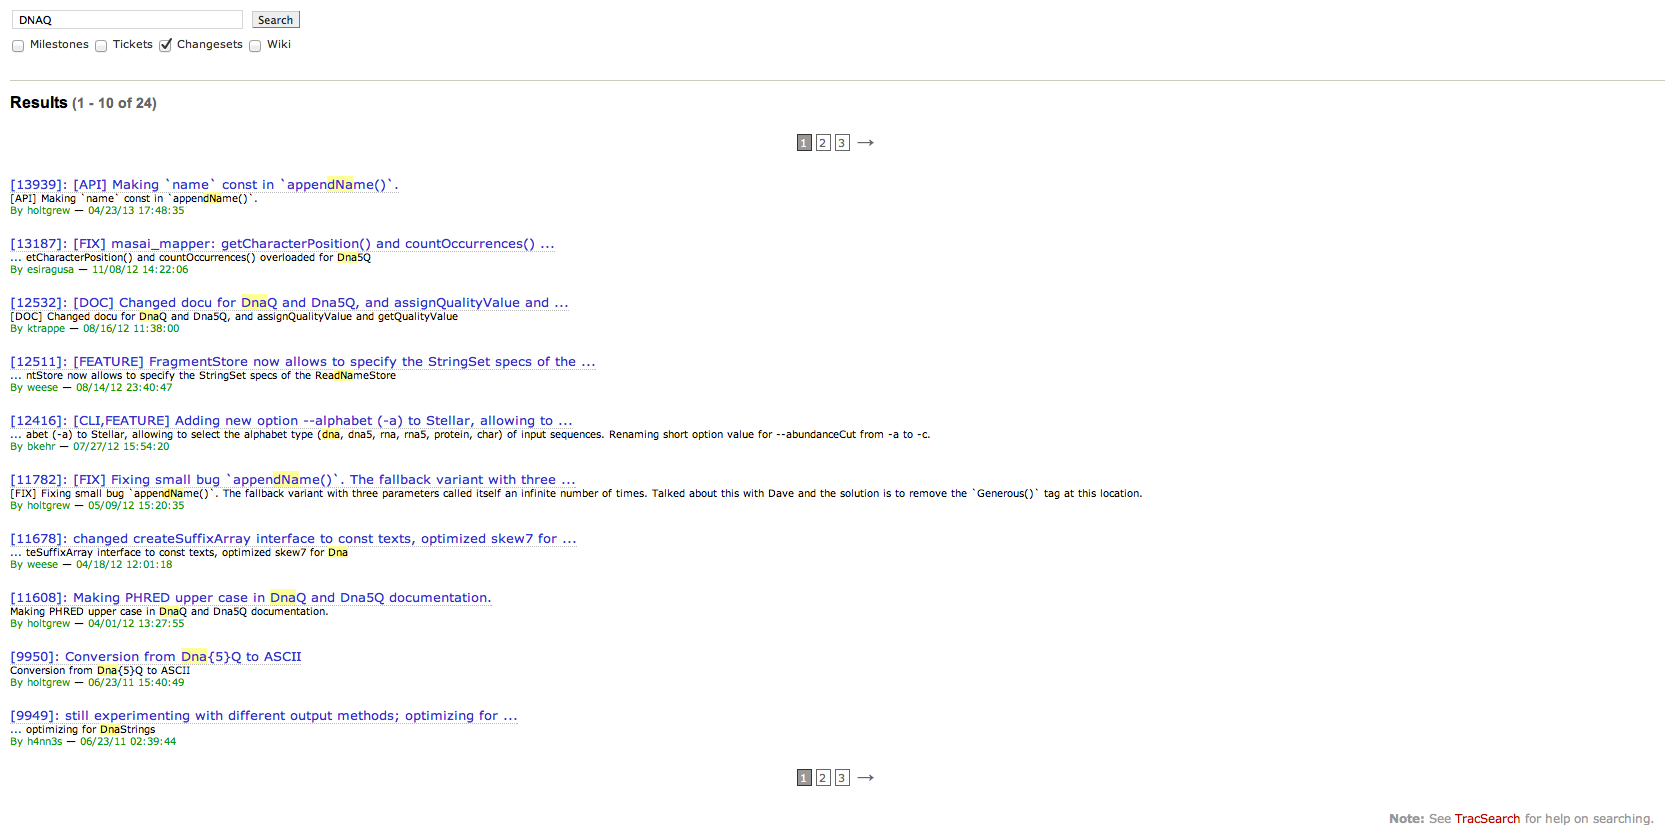 DNAQ Search
Milestones Tickets Changesets Wiki
Results (1 - 10 of 24)
1 2 3 →
[13939]: [API] Making `name` const in `appendName()`.
[API] Making `name` const in `appendName()`.
By holtgrew — 04/23/13 17:48:35
[13187]: [FIX] masai_mapper: getCharacterPosition() and countOccurrences() ...
... etCharacterPosition() and countOccurrences() overloaded for Dna5Q
By esiragusa — 11/08/12 14:22:06
[12532]: [DOC] Changed docu for DnaQ and Dna5Q, and assignQualityValue and ...
[DOC] Changed docu for DnaQ and Dna5Q, and assignQualityValue and getQualityValue
By ktrappe — 08/16/12 11:38:00
[12511]: [FEATURE] FragmentStore now allows to specify the StringSet specs of the ...
... ntStore now allows to specify the StringSet specs of the ReadNameStore
By weese — 08/14/12 23:40:47
[12416]: [CLI,FEATURE] Adding new option --alphabet (-a) to Stellar, allowing to ...
... abet (-a) to Stellar, allowing to select the alphabet type (dna, dna5, rna, rna5, protein, char) of input sequences. Renaming short option value for --abundanceCut from -a to -c.
By bkehr — 07/27/12 15:54:20
[11782]: [FIX] Fixing small bug `appendName()`. The fallback variant with three ...
[FIX] Fixing small bug `appendName()`. The fallback variant with three parameters called itself an infinite number of times. Talked about this with Dave and the solution is to remove the `Generous()` tag at this location.
By holtgrew — 05/09/12 15:20:35
[11678]: changed createSuffixArray interface to const texts, optimized skew7 for ...
... teSuffixArray interface to const texts, optimized skew7 for Dna
By weese — 04/18/12 12:01:18
[11608]: Making PHRED upper case in DnaQ and Dna5Q documentation.
Making PHRED upper case in DnaQ and Dna5Q documentation.
By holtgrew — 04/01/12 13:27:55
[9950]: Conversion from Dna{5}Q to ASCII
Conversion from Dna{5}Q to ASCII
By holtgrew — 06/23/11 15:40:49
[9949]: still experimenting with different output methods; optimizing for ...
... optimizing for DnaStrings
By h4nn3s — 06/23/11 02:39:44
1 2 3 →
Note: See TracSearch for help on searching.